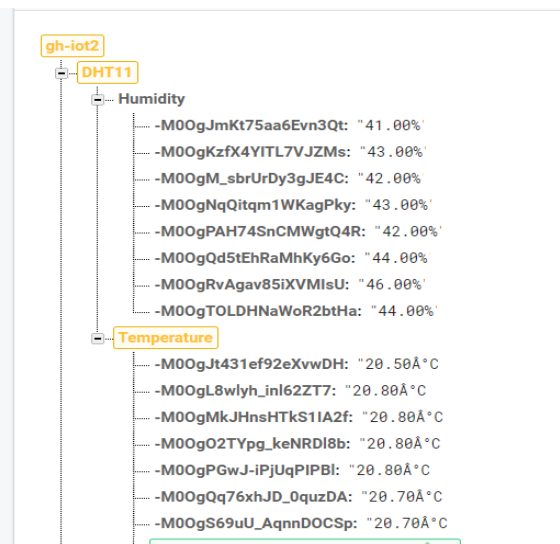 gh-iot2
DHT11
Humidity
-M0OgJmKt75aa6Evn3Qt: "41.00%'
-M0OgKzfX4YITL7VJZMs: "43.00%'
-M0OgM_sbrUrDy3gJE4C: "42.00%
-M0OgNqQitqm1WKagPky: "43.00%'
-M0OgPAH74SnCMWgtQ4R: "42.00%'
-M0OgQd5tEhRaMhKy6Go: "44.00%
-M0OgRvAgav85iXVMIsU: "46.00%'
-M0OgTOLDHNaWoR2btHa: "44.00%'
Temperature
-M0OgJt431ef92eXvwDH: "20.50Â°C
-M0OgL8wlyh_inl62ZT7: "20.80Â°C
-M0OgMkJHnsHTkS1IA2f: "20.80Â°C
-M0OgO2TYpg_keNRDl8b: "20.80Â°C
-M0OgPGwJ-iPjUqPIPBl: "20.80Â°C
-M0OgQq76xhJD_0quzDA: "20.70Â°C
-M0OgS69uU_AqnnDOCSp: "20.70Â°C